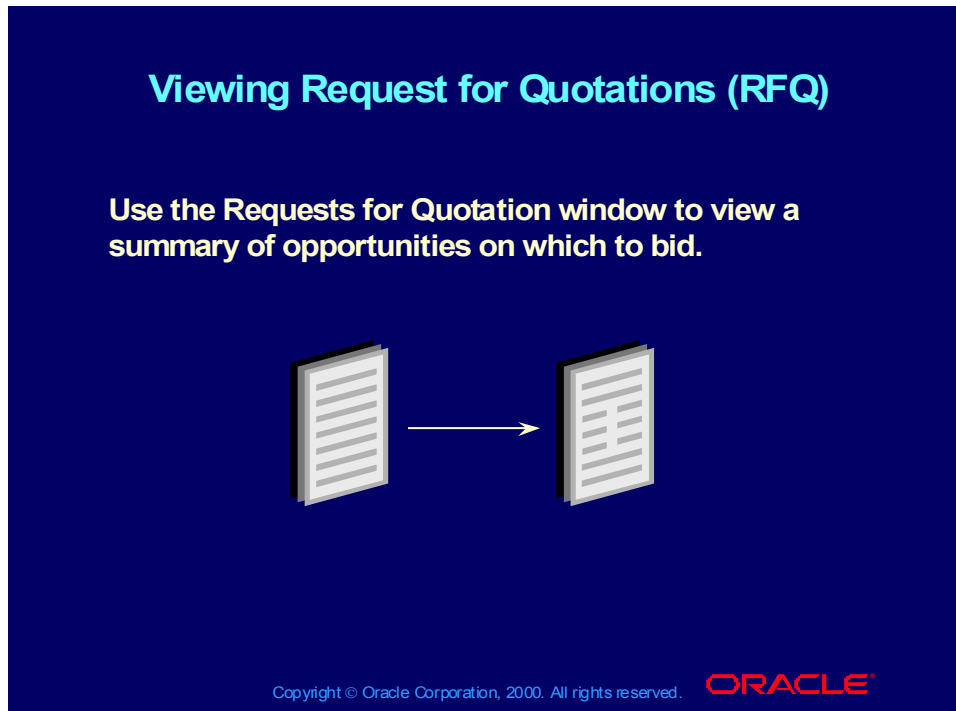 Viewing Request for Quotations (RFQ)
Use the Requests for Quotation window to view a
summary of opportunities on which to bid.
Copyright © Oracle Corporation, 2000. All rights reserved.
ORACLE®